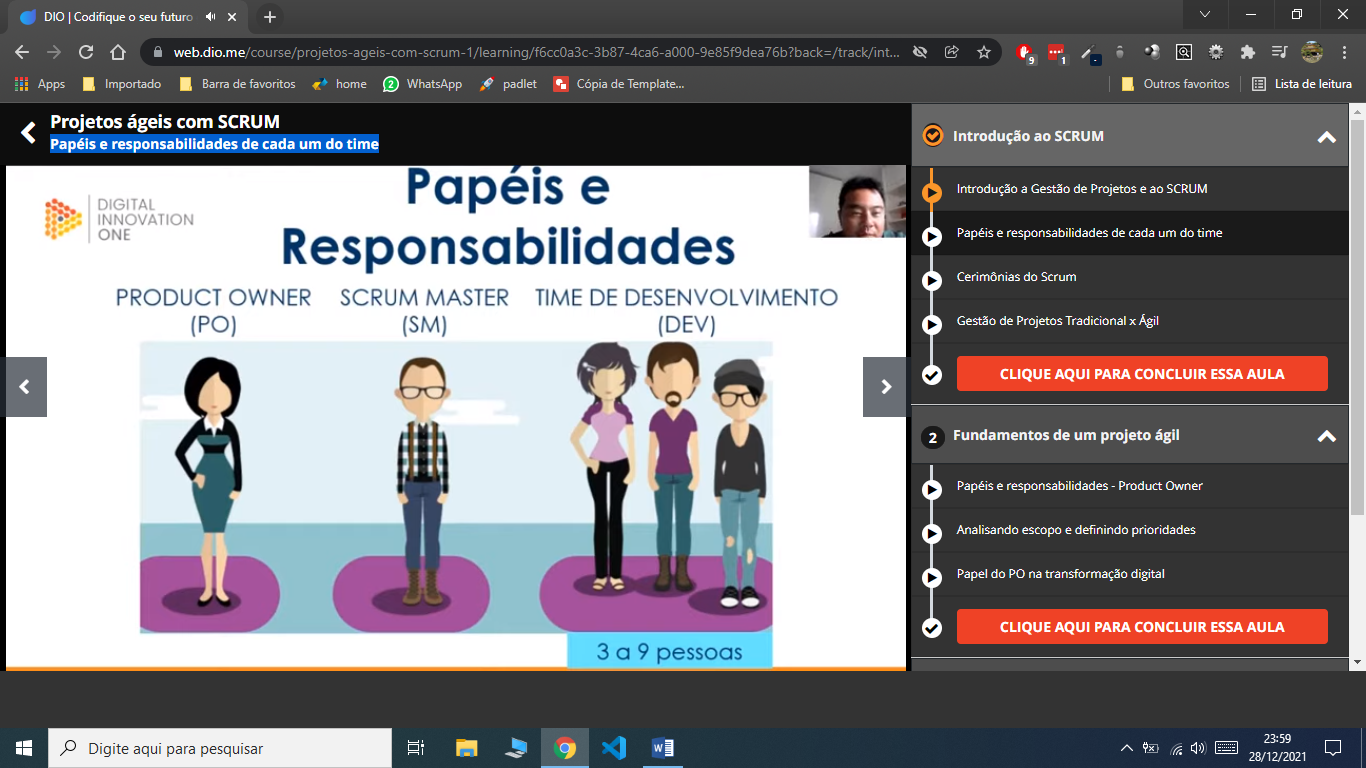 DIO | Codifique o seu futuro
web.dio.me/course/projetos-ageis-com-scrum-1/learning/f6cc0a3c-3b87-4ca6-a000-9e85f9dea76b?back=/track/int...
9
1
Apps
Importado
Barra de favoritos
home
2
WhatsApp
padlet
Cópia de Template...
Outros favoritos
Lista de leitura
Projetos ágeis com SCRUM
Papéis e responsabilidades de cada um do time
DIGITAL
INNOVATION
ONE
Papéis e
Responsabilidades
PRODUCT OWNER
(PO)
SCRUM MASTER
(SM)
TIME DE DESENVOLVIMENTO
(DEV)
3 a 9 pessoas
Introdução ao SCRUM
Introdução a Gestão de Projetos e ao SCRUM
Papéis e responsabilidades de cada um do time
Cerimônias do Scrum
Gestão de Projetos Tradicional x Ágil
CLIQUE AQUI PARA CONCLUIR ESSA AULA
2
Fundamentos de um projeto ágil
Papéis e responsabilidades - Product Owner
Analisando escopo e definindo prioridades
Papel do PO na transformação digital
CLIQUE AQUI PARA CONCLUIR ESSA AULA
Digite aqui para pesquisar
23:59
28/12/2021